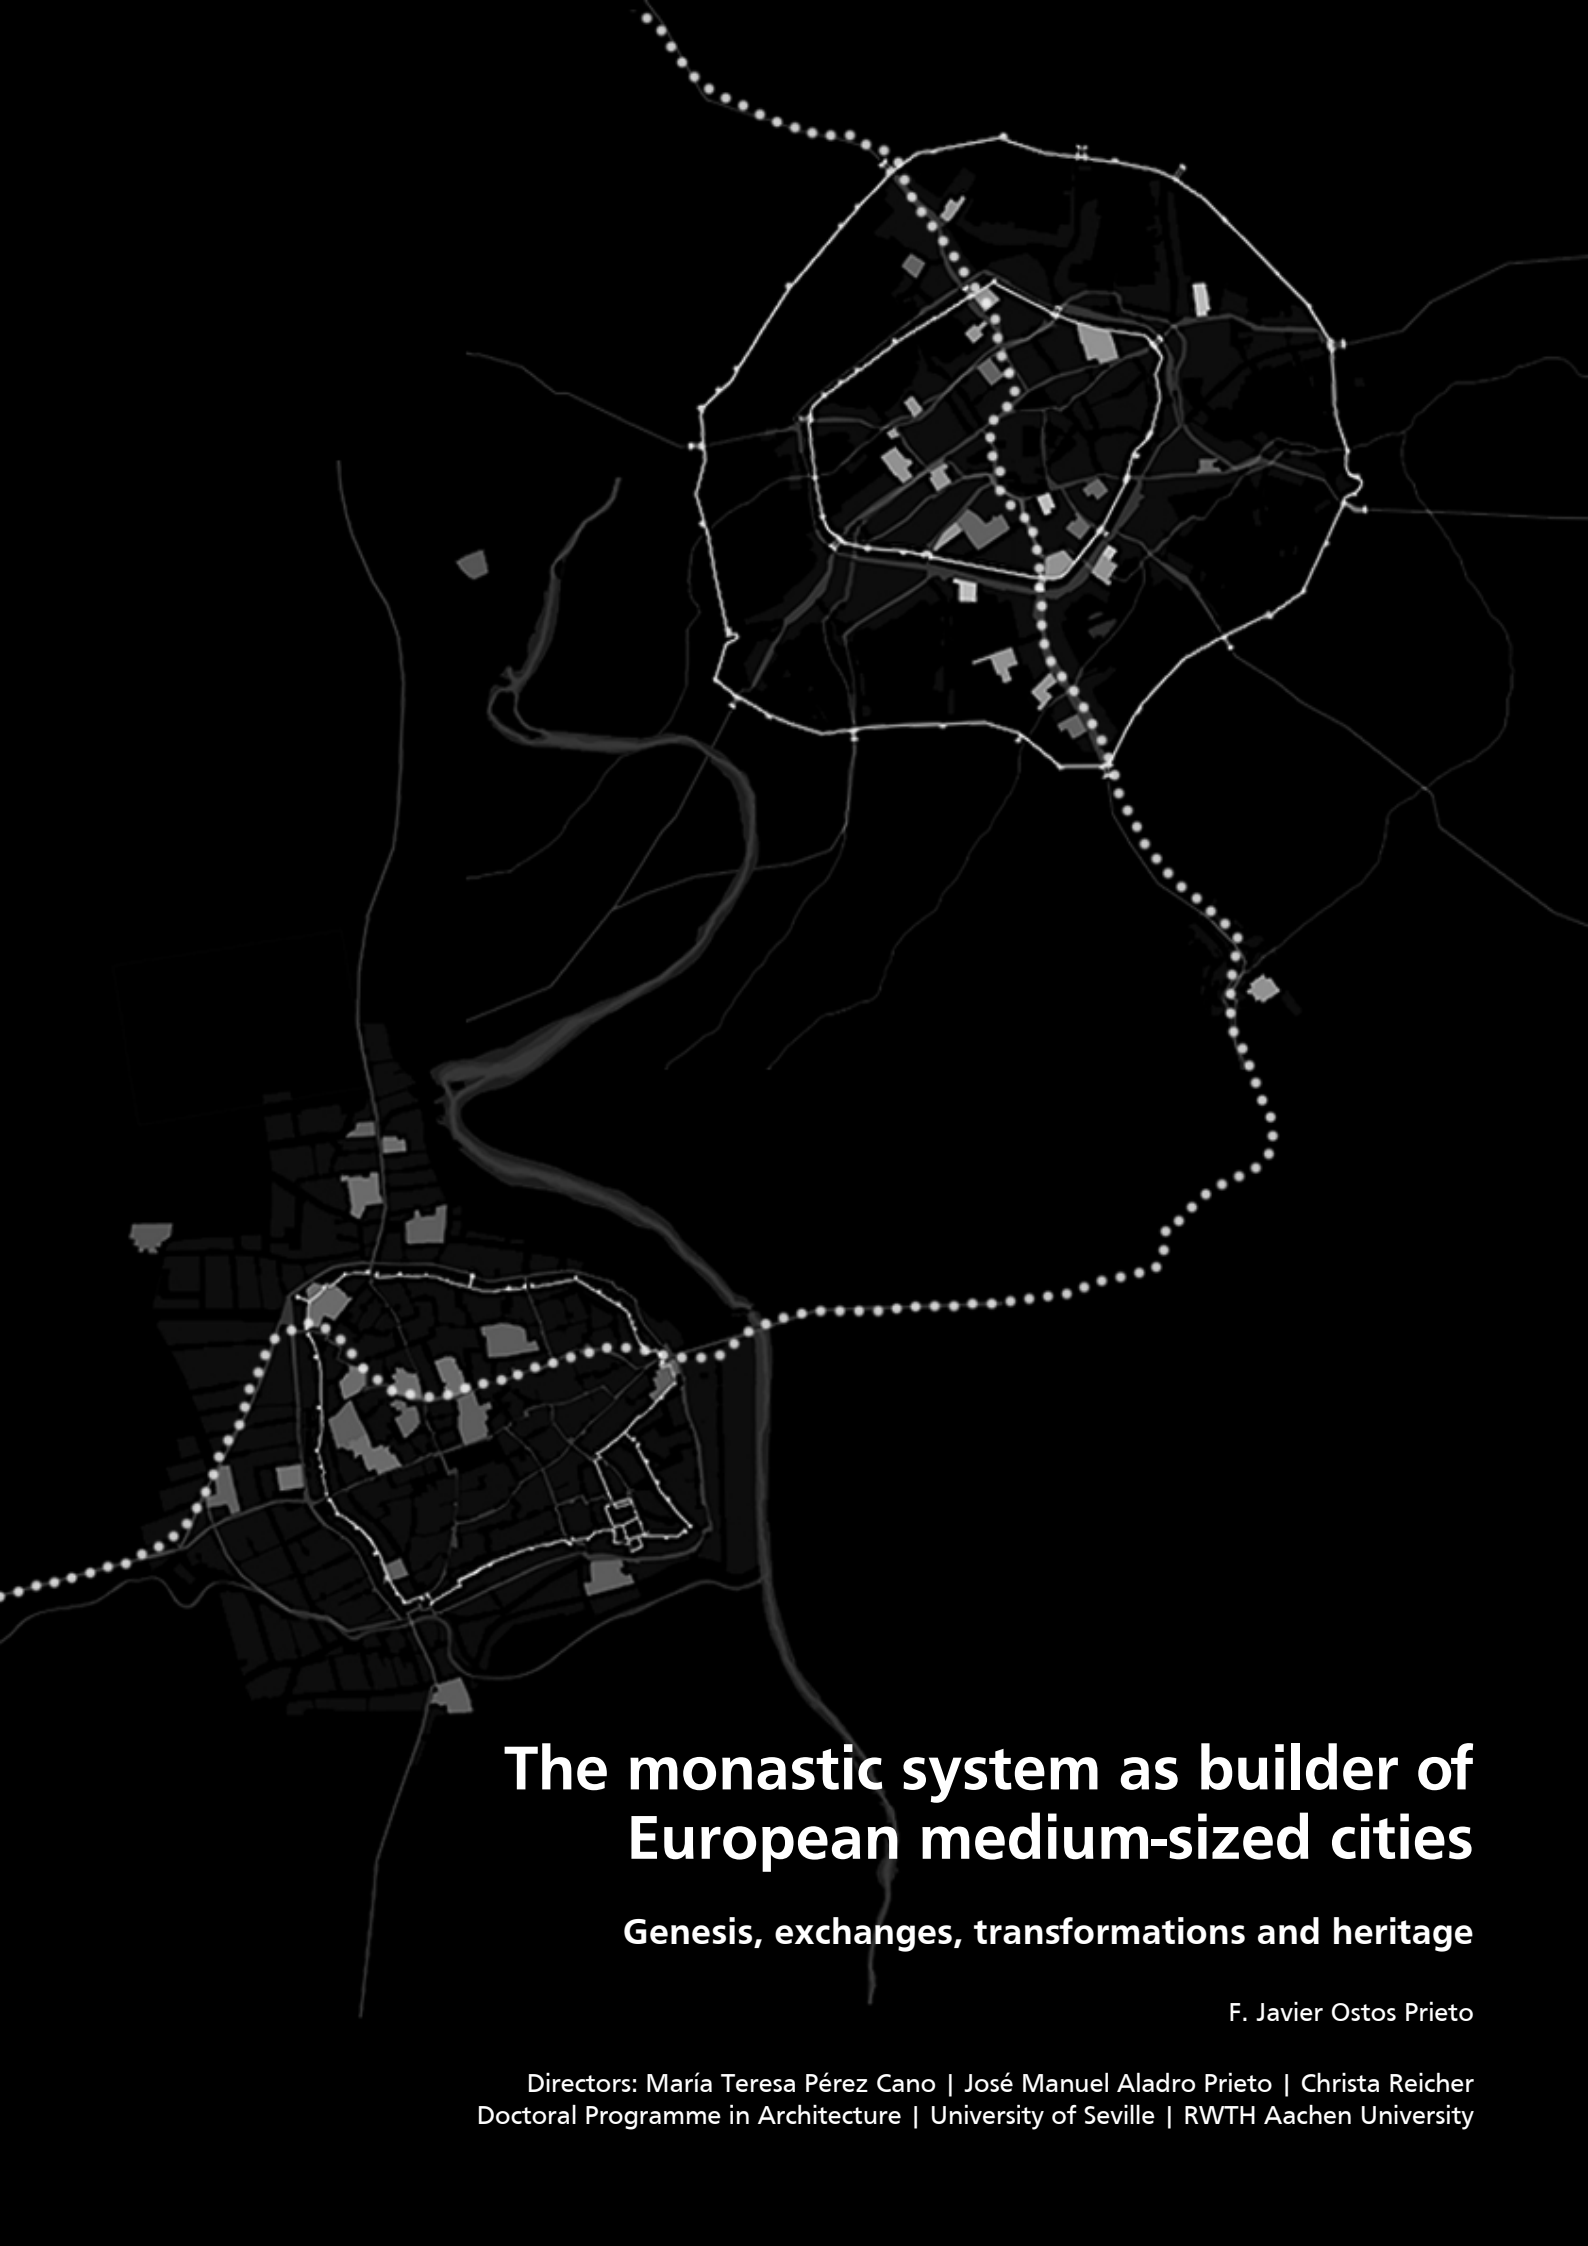 The monastic system as builder of
European medium-sized cities
Genesis, exchanges, transformations and heritage
F. Javier Ostos Prieto
Directors: María Teresa Pérez Cano | José Manuel Aladro Prieto | Christa Reicher
Doctoral Programme in Architecture | University of Seville | RWTH Aachen University